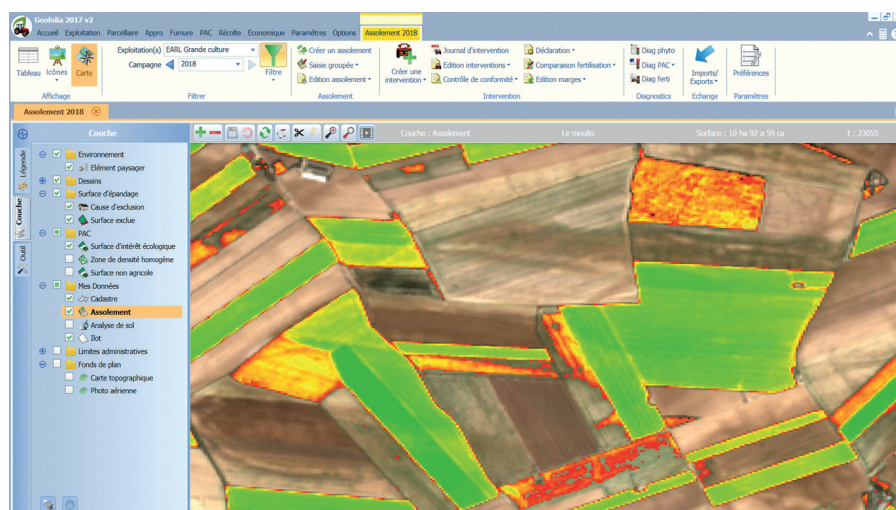 Geofolia 2017 v2
Accueil Exploitation Parcellaire Appro Fumure PAC Récolte Economique Paramètres Options Assolement 2018
Tableau Icônes Carte
Affichage
Exploitation(s) EARL Grande culture
Campagne 2018
Filtre
Filtrer
Créer un assolement
Saisie groupée
Edition assolement
Assolement
Créer une intervention
Journal d'intervention
Edition interventions
Contrôle de conformité
Déclaration
Comparaison fertilisation
Edition marges
Intervention
Diag phyto
Diag PAC
Diag ferti
Diagnostics
Imports/
Exports
Echange
Préférences
Paramètres
Assolement 2018
Légende
Couche
Outil
Couche
Environnement
Elément paysager
Dessins
Surface d'épandage
Cause d'exclusion
Surface exclue
PAC
Surface d'intérêt écologique
Zone de densité homogène
Surface non agricole
Mes Données
Cadastre
Assolement
Analyse de sol
Ilot
Limites administratives
Fonds de plan
Carte topographique
Photo aérienne
Couche : Assolement Le moulin Surface : 10 ha 92 a 59 ca 1 : 23055